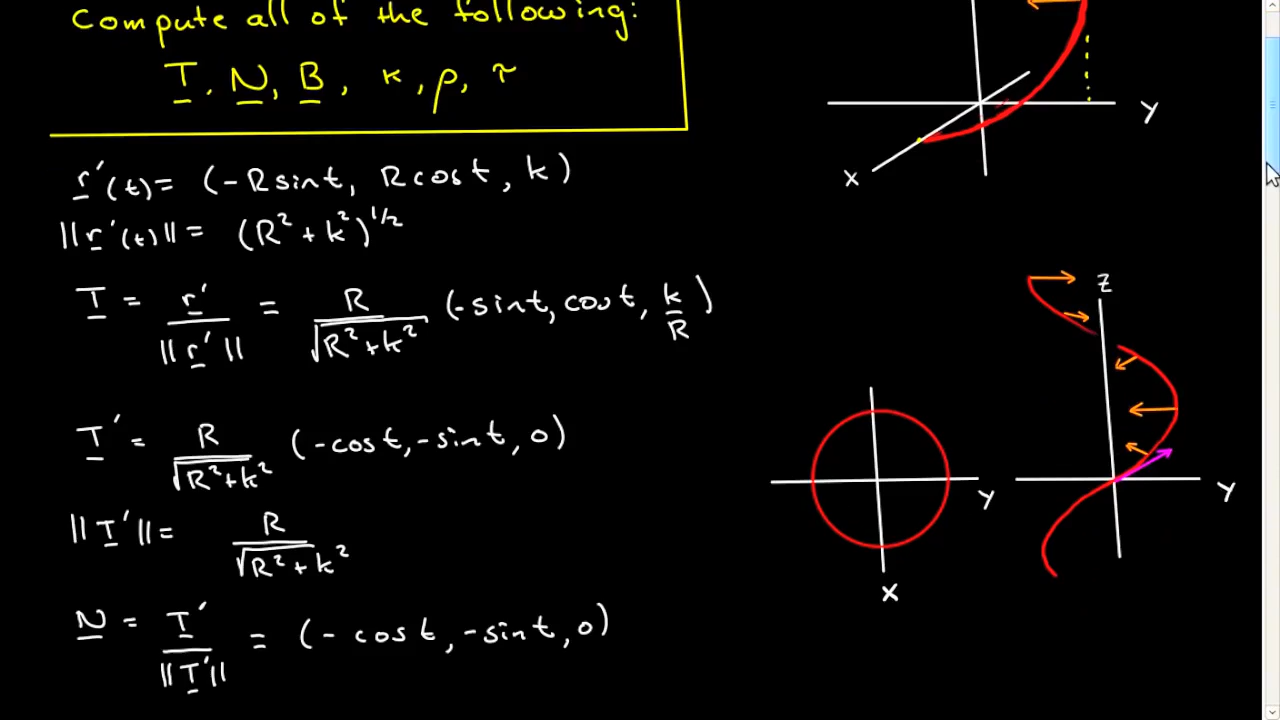 Compute all of the following:
T, N, B, κ, ρ, τ
r'(t) = (-R sin t, R cos t, k)
||r'(t)|| = (R² + k²)^1/2
T = r' / ||r'|| = R / √(R² + k²) (-sin t, cos t, k/R)
T' = R / √(R² + k²) (-cos t, -sin t, 0)
||T'|| = R / √(R² + k²)
N = T' / ||T'|| = (-cos t, -sin t, 0)
Y
X
Z
Y
Y
X